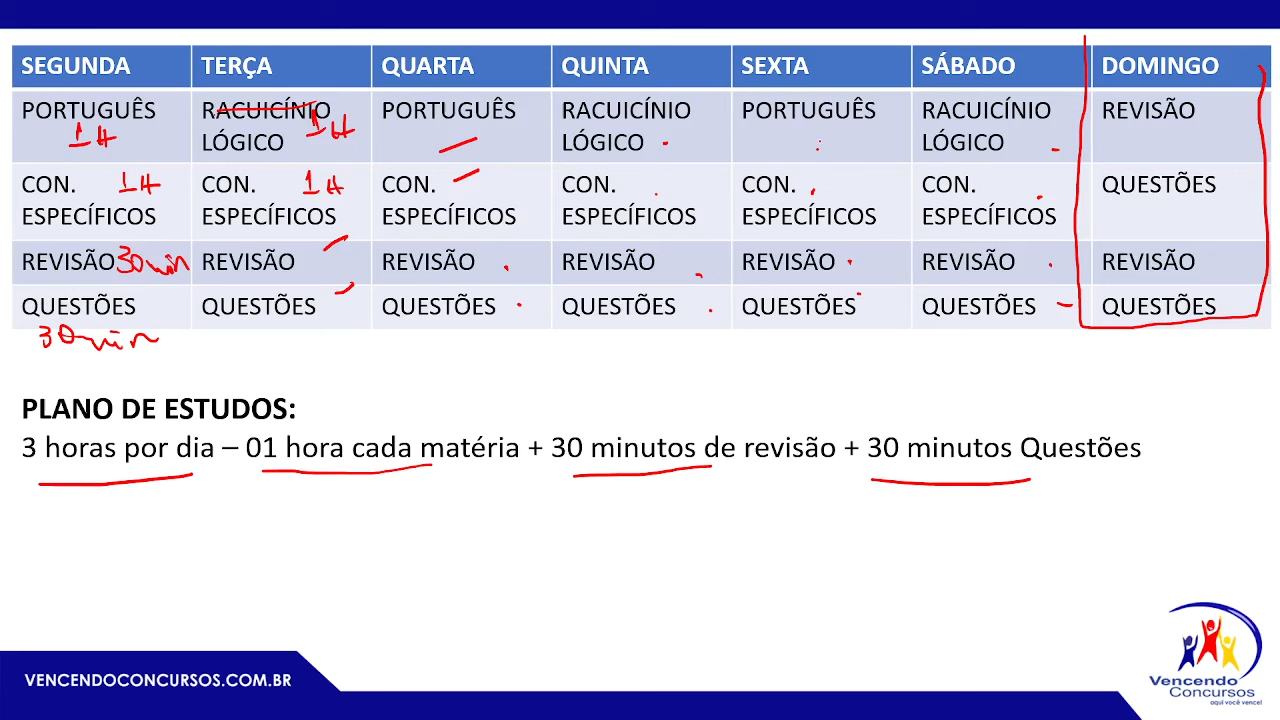 SEGUNDA TERÇA QUARTA QUINTA SEXTA SÁBADO DOMINGO
PORTUGUÊS RACUICÍNIO PORTUGUÊS RACUICÍNIO PORTUGUÊS RACUICÍNIO REVISÃO
1H LÓGICO 1H LÓGICO LÓGICO
CON. 1H CON. 1H CON. CON. CON. CON. QUESTÕES
ESPECÍFICOS ESPECÍFICOS ESPECÍFICOS ESPECÍFICOS ESPECÍFICOS ESPECÍFICOS
REVISÃO 30min REVISÃO REVISÃO REVISÃO REVISÃO REVISÃO REVISÃO
QUESTÕES QUESTÕES QUESTÕES QUESTÕES QUESTÕES QUESTÕES QUESTÕES
30min
PLANO DE ESTUDOS:
3 horas por dia – 01 hora cada matéria + 30 minutos de revisão + 30 minutos Questões
VENCENDOCONCURSOS.COM.BR
Vencendo
Concursos
aqui você vence!